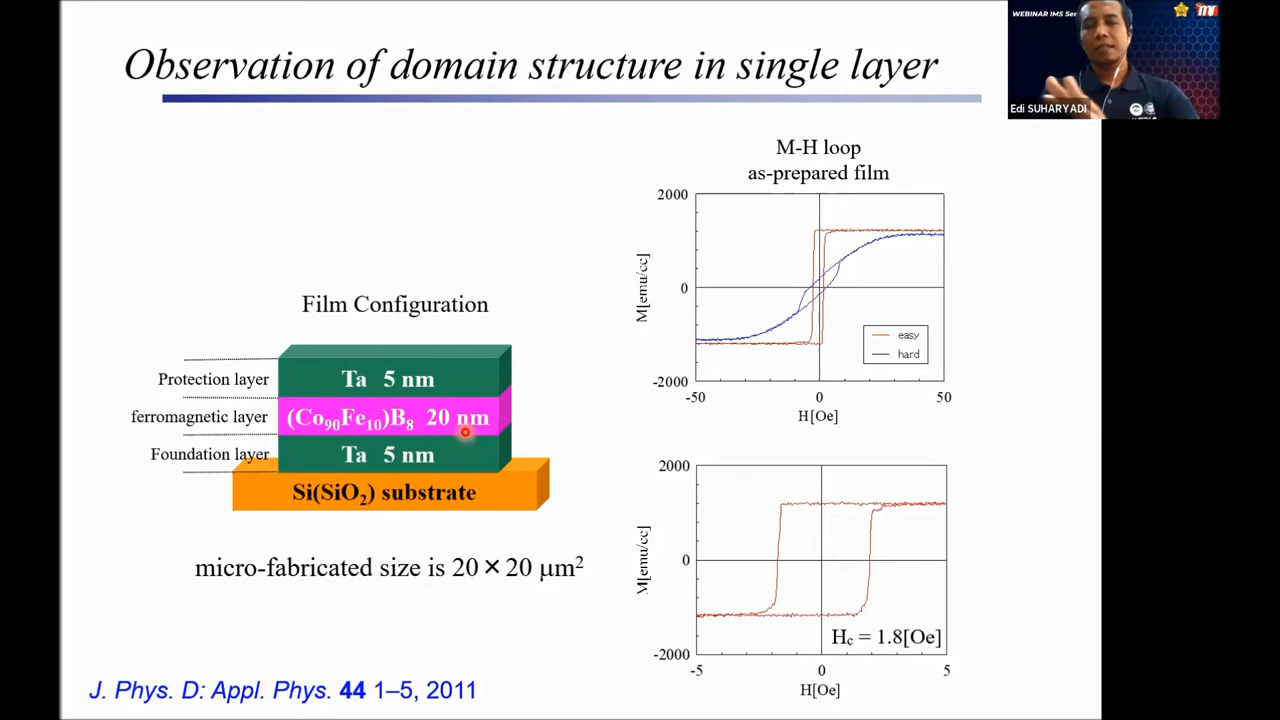 Observation of domain structure in single layer
WEBINAR IMS Ser
Edi SUHARYADI
M-H loop
as-prepared film
2000
0
-2000
M[emu/cc]
-50
0
50
H[Oe]
easy
hard
Film Configuration
Protection layer
Ta 5 nm
ferromagnetic layer
(Co₉₀Fe₁₀)B₈ 20 nm
Foundation layer
Ta 5 nm
Si(SiO₂) substrate
micro-fabricated size is 20×20 μm²
2000
0
-2000
M[emu/cc]
Hc = 1.8[Oe]
-5
0
5
H[Oe]
J. Phys. D: Appl. Phys. 44 1–5, 2011